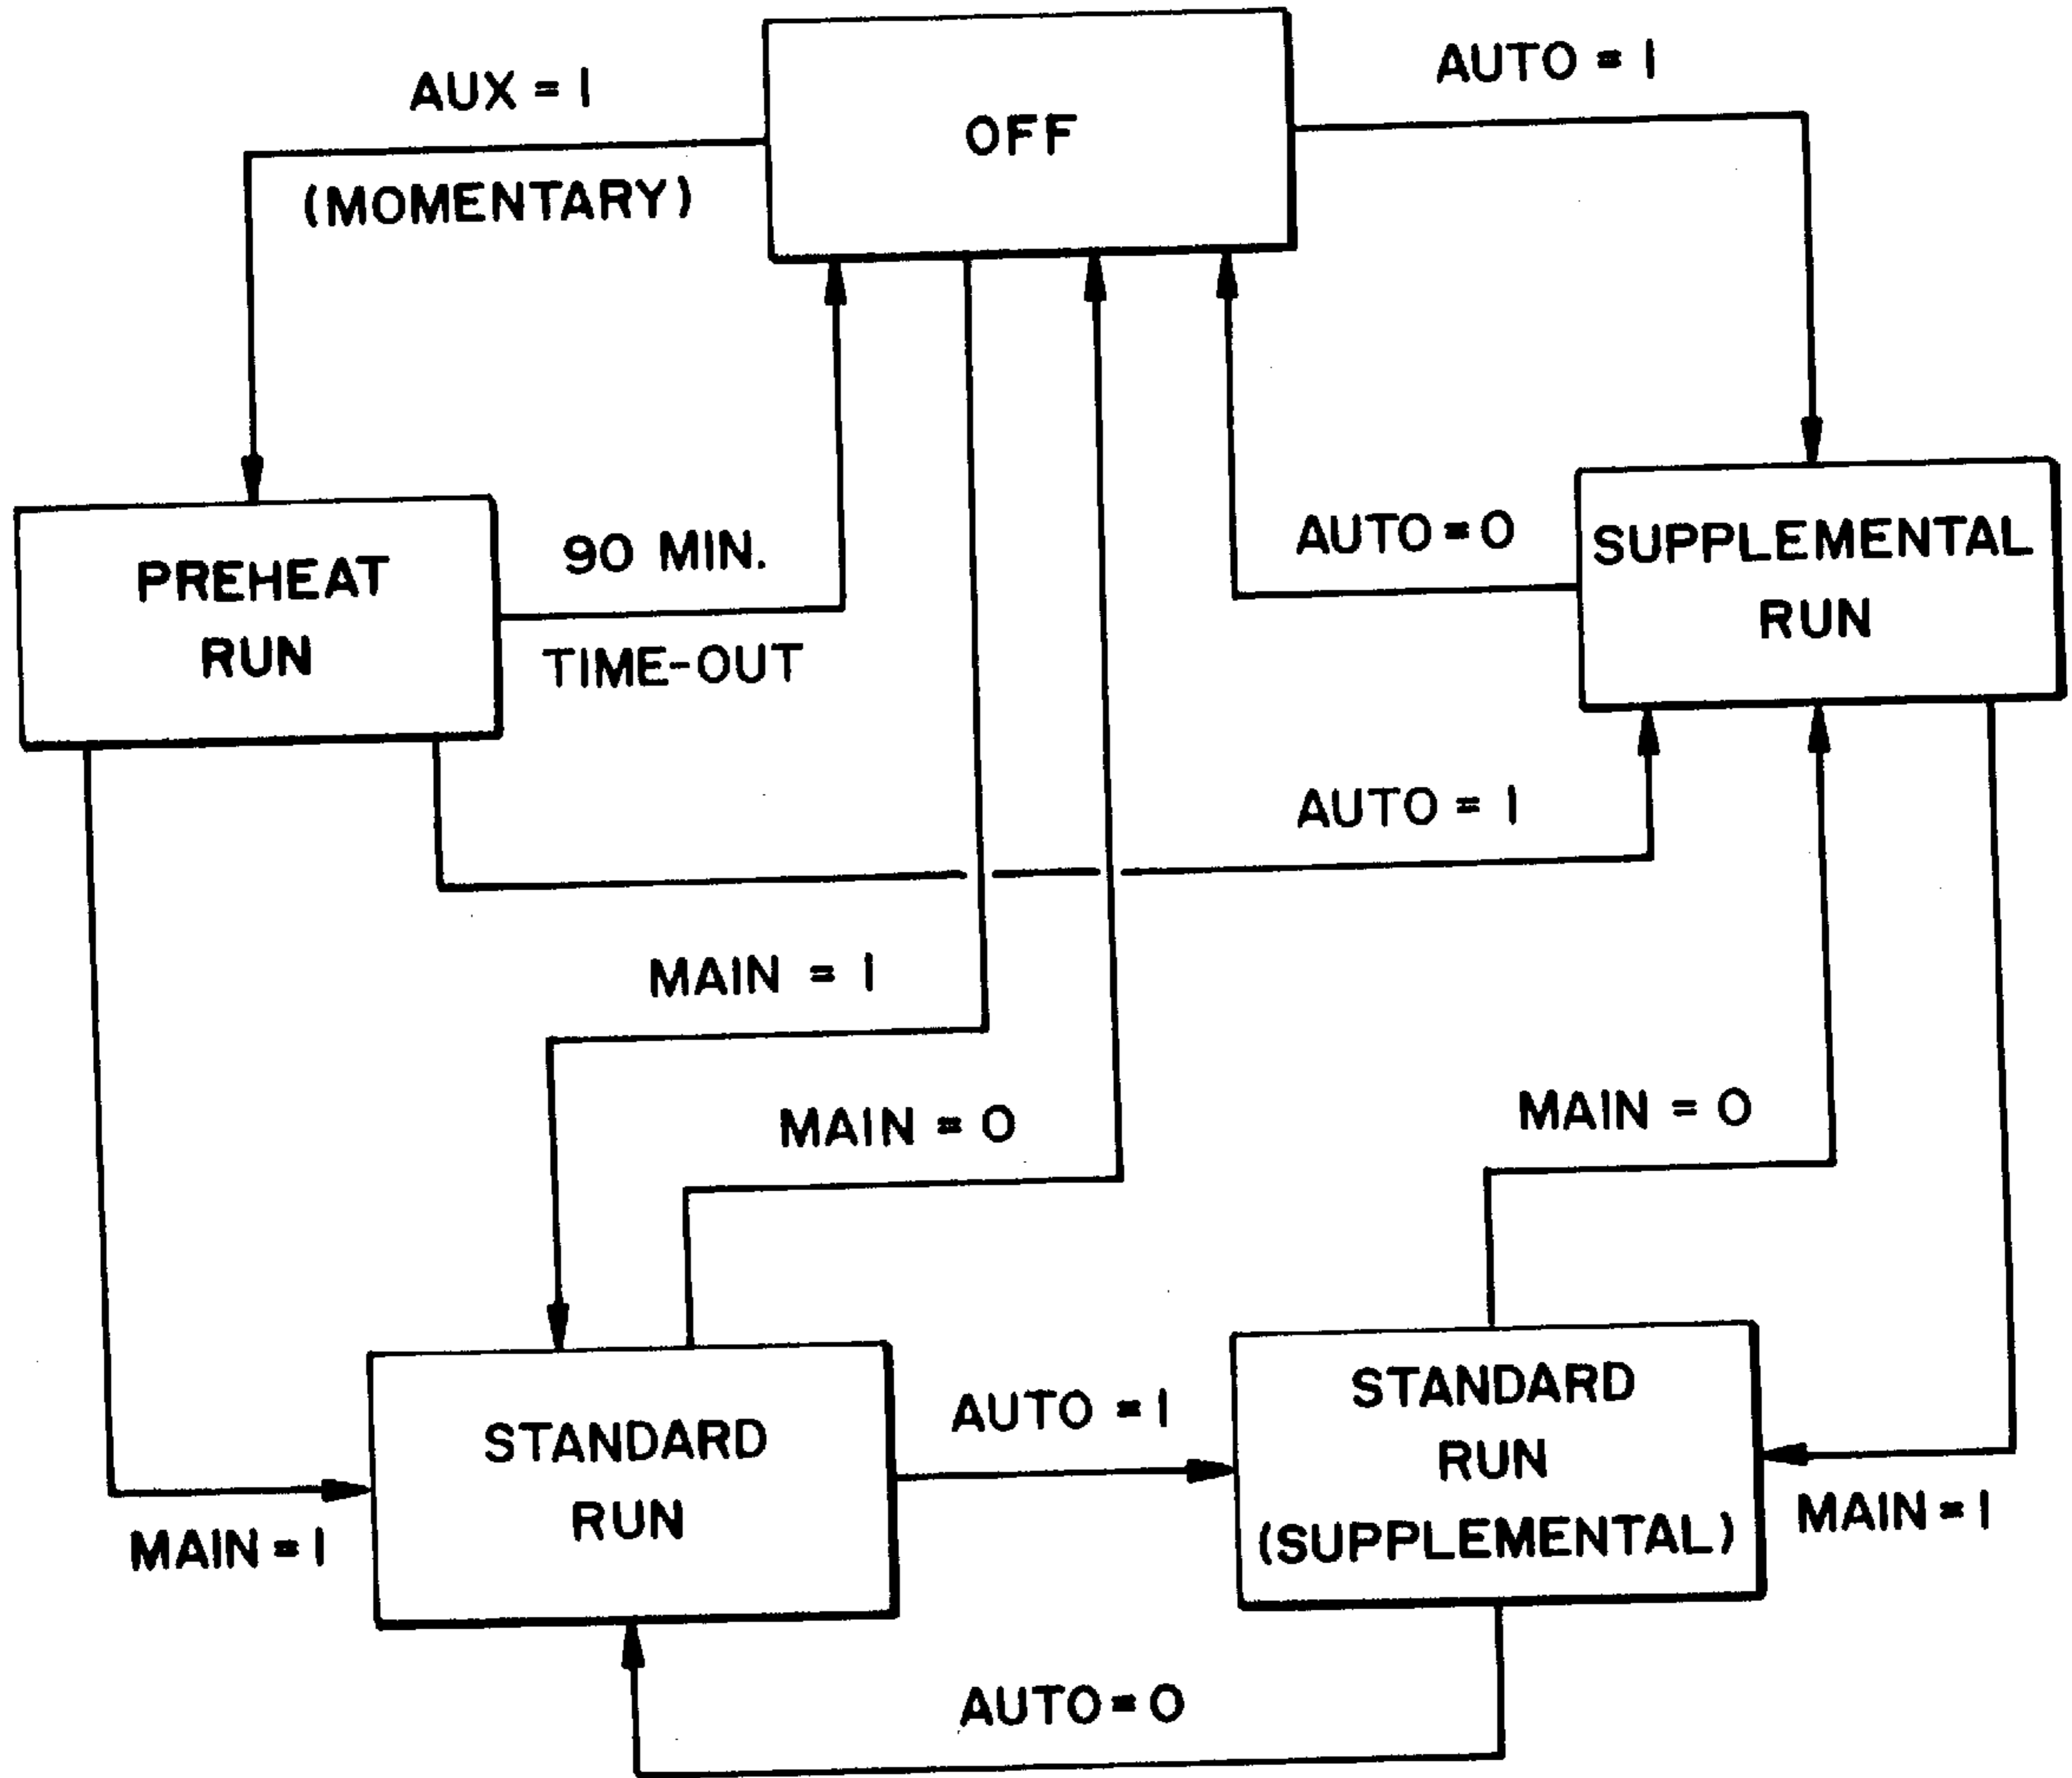 AUX = 1
(MOMENTARY)
OFF
AUTO = 1
PREHEAT
RUN
90 MIN.
TIME-OUT
AUTO = 0
SUPPLEMENTAL
RUN
AUTO = 1
MAIN = 1
MAIN = 0
MAIN = 0
STANDARD
RUN
MAIN = 1
AUTO = 1
STANDARD
RUN
(SUPPLEMENTAL)
MAIN = 1
AUTO = 0